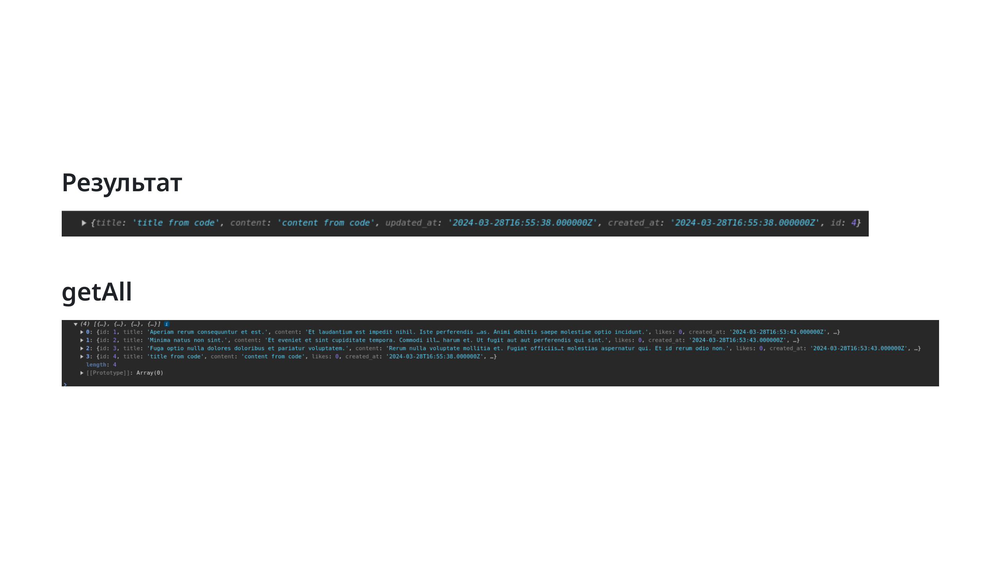 Результат
{title: 'title from code', content: 'content from code', updated_at: '2024-03-28T16:55:38.000000Z', created_at: '2024-03-28T16:55:38.000000Z', id: 4}
getAll
(4) [{…}, {…}, {…}, {…}] i
0: {id: 1, title: 'Aperiam rerum consequuntur et est.', content: 'Et laudantium est impedit nihil. Iste perferendis …as. Animi debitis saepe molestiae optio incidunt.', likes: 0, created_at: '2024-03-28T16:53:43.000000Z', …}
1: {id: 2, title: 'Minima natus non sint.', content: 'Et eveniet et sint cupiditate tempora. Commodi ill… harum et. Ut fugit aut aut perferendis qui sint.', likes: 0, created_at: '2024-03-28T16:53:43.000000Z', …}
2: {id: 3, title: 'Fuga optio nulla dolores doloribus et pariatur voluptatem.', content: 'Rerum nulla voluptate mollitia et. Fugiat officiis…t molestias aspernatur qui. Et id rerum odio non.', likes: 0, created_at: '2024-03-28T16:53:43.000000Z', …}
3: {id: 4, title: 'title from code', content: 'content from code', likes: 0, created_at: '2024-03-28T16:55:38.000000Z', …}
length: 4
[[Prototype]]: Array(0)